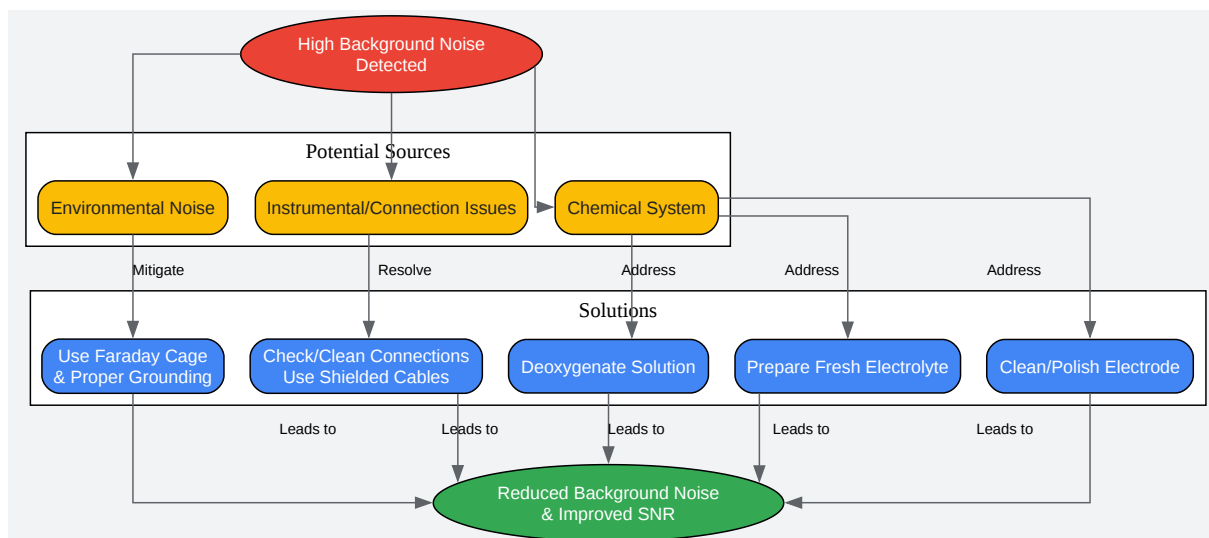 High Background Noise
Detected
Potential Sources
Environmental Noise
Instrumental/Connection Issues
Chemical System
Mitigate
Resolve
Address
Address
Address
Solutions
Use Faraday Cage
& Proper Grounding
Check/Clean Connections
Use Shielded Cables
Deoxygenate Solution
Prepare Fresh Electrolyte
Clean/Polish Electrode
Leads to
Leads to
Leads to
Leads to
Leads to
Reduced Background Noise
& Improved SNR